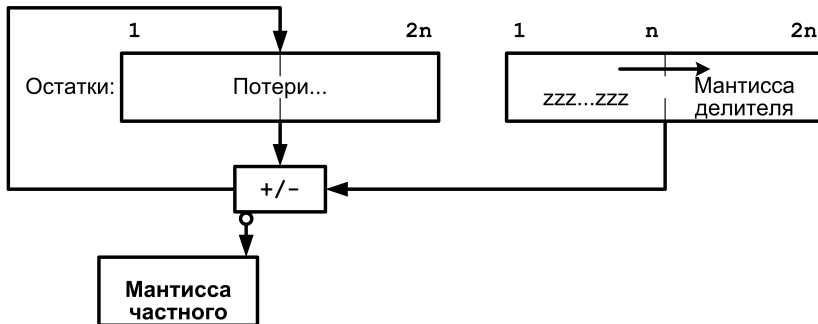 1 2n 1 n 2n
Остатки: Потери... zzz...zzz Мантисса
делителя
+/-
Мантисса
частного